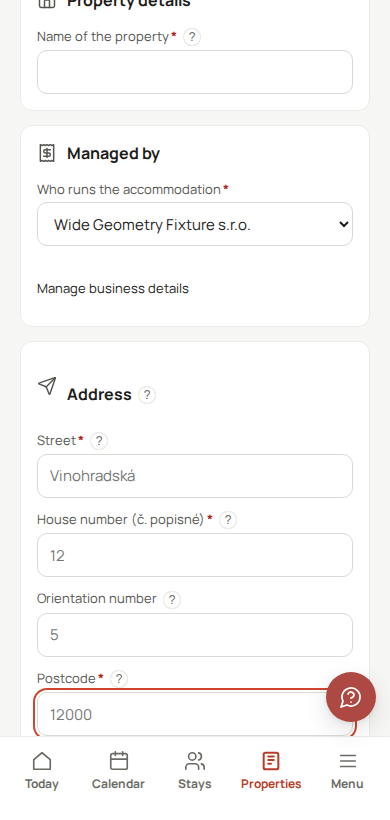 Property details
Name of the property* ?
Managed by
Who runs the accommodation*
Wide Geometry Fixture s.r.o.
Manage business details
Address ?
Street* ?
Vinohradská
House number (č. popisné)* ?
12
Orientation number ?
5
Postcode* ?
12000
Today Calendar Stays Properties Menu